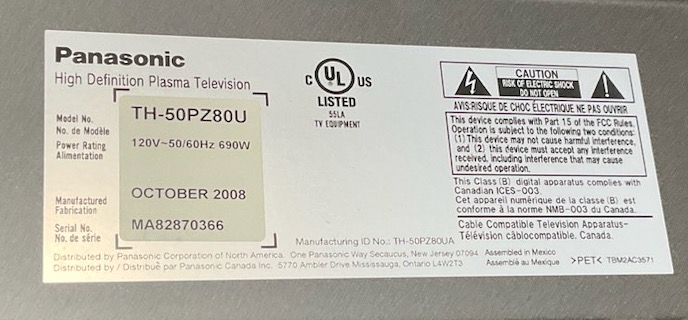 Panasonic
High Definition Plasma Television
Model No.
No. de Modèle
TH-50PZ80U
Power Rating
Alimentation
120V~50/60Hz 690W
Manufactured
Fabrication
OCTOBER 2008
Serial No.
No. de série
MA82870366
C UL US
LISTED
55LA
TV EQUIPMENT
CAUTION
RISK OF ELECTRIC SHOCK
DO NOT OPEN
AVIS:RISQUE DE CHOC ÉLECTRIQUE NE PAS OUVRIR
This device complies with Part 15 of the FCC Rules.
Operation is subject to the following two conditions:
(1) This device may not cause harmful interference,
and (2) this device must accept any interference
received, including interference that may cause
undesired operation.
This Class (B) digital apparatus complies with
Canadian ICES-003.
Cet appareil numérique de la classe (B) est
conforme à la norme NMB-003 du Canada.
Cable Compatible Television Apparatus-
Télévision câblocompatible. Canada.
Manufacturing ID No.: TH-50PZ80UA
Distributed by Panasonic Corporation of North America. One Panasonic Way Secaucus, New Jersey 07094
Distributed by / Distribué par Panasonic Canada Inc. 5770 Ambler Drive Mississauga, Ontario L4W2T3
Assembled in Mexico
Assemblé au Mexique
>PET< TBM2AC3571